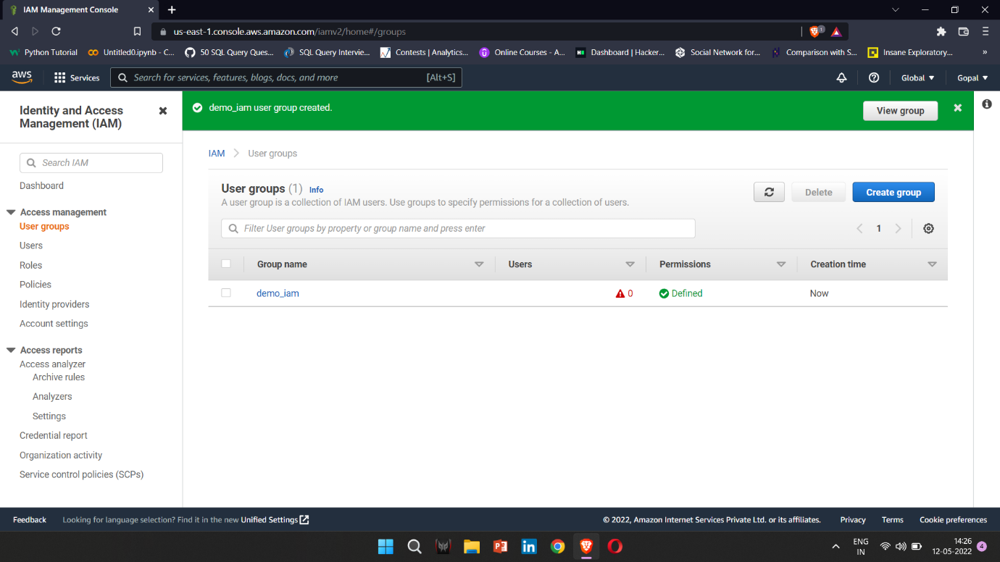 IAM Management Console
us-east-1.console.aws.amazon.com/iamv2/home#/groups
1
Python Tutorial
Untitled0.ipynb - C...
50 SQL Query Ques...
SQL Query Intervie...
Contests | Analytics...
Online Courses - A...
Dashboard | Hacker...
Social Network for...
Comparison with S...
Insane Exploratory...
»
aws
Services
Search for services, features, blogs, docs, and more
[Alt+S]
Global
Gopal
Identity and Access
Management (IAM)
Search IAM
Dashboard
Access management
User groups
Users
Roles
Policies
Identity providers
Account settings
Access reports
Access analyzer
Archive rules
Analyzers
Settings
Credential report
Organization activity
Service control policies (SCPs)
demo_iam user group created.
View group
IAM
User groups
User groups (1) Info
A user group is a collection of IAM users. Use groups to specify permissions for a collection of users.
Delete
Create group
Filter User groups by property or group name and press enter
1
Group name
Users
Permissions
Creation time
demo_iam
0
Defined
Now
Feedback
Looking for language selection? Find it in the new Unified Settings
© 2022, Amazon Internet Services Private Ltd. or its affiliates.
Privacy
Terms
Cookie preferences
ENG
IN
14:26
12-05-2022
4